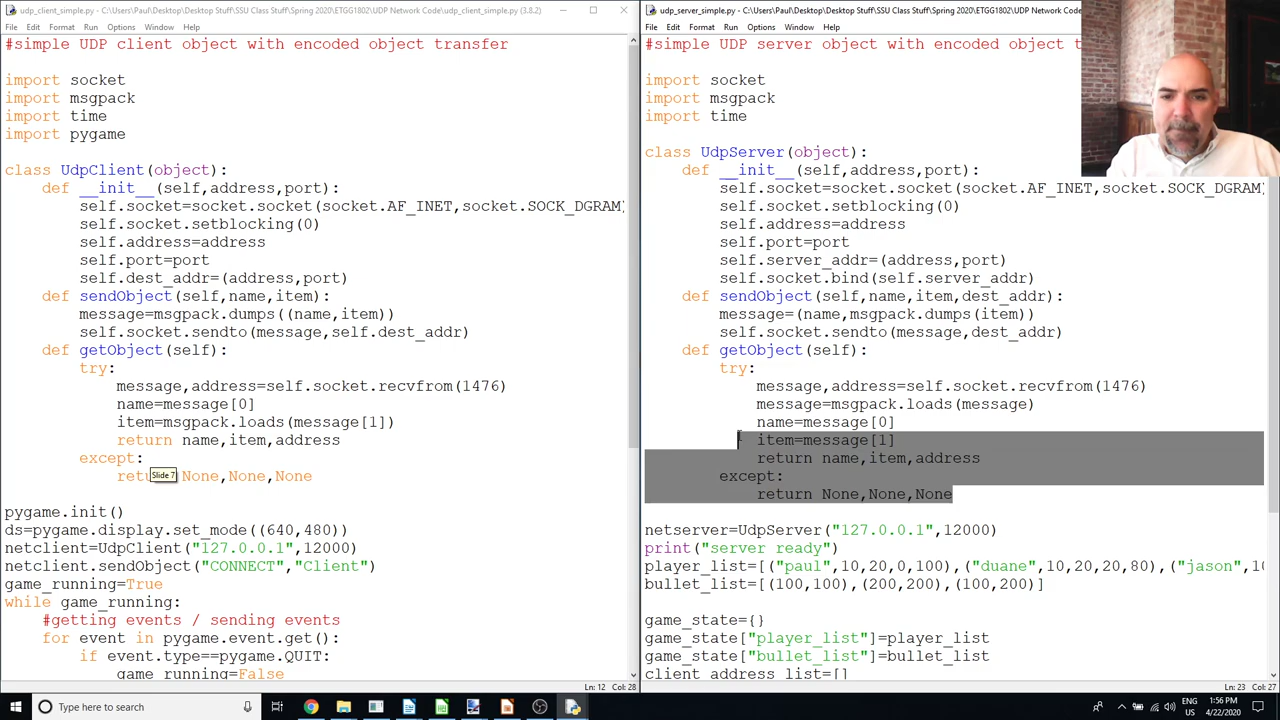 udp_client_simple.py - C:\Users\Paul\Desktop\Desktop Stuff\SSU Class Stuff\Spring 2020\ETGG1802\UDP Network Code\udp_client_simple.py (3.8.2)
File Edit Format Run Options Window Help
#simple UDP client object with encoded object transfer
import socket
import msgpack
import time
import pygame
class UdpClient(object):
def __init__(self,address,port):
self.socket=socket.socket(socket.AF_INET,socket.SOCK_DGRAM)
self.socket.setblocking(0)
self.address=address
self.port=port
self.dest_addr=(address,port)
def sendObject(self,name,item):
message=msgpack.dumps((name,item))
self.socket.sendto(message,self.dest_addr)
def getObject(self):
try:
message,address=self.socket.recvfrom(1476)
name=message[0]
item=msgpack.loads(message[1])
return name,item,address
except:
retu None,None,None
Slide 7
pygame.init()
ds=pygame.display.set_mode((640,480))
netclient=UdpClient("127.0.0.1",12000)
netclient.sendObject("CONNECT","Client")
game_running=True
while game_running:
#getting events / sending events
for event in pygame.event.get():
if event.type==pygame.QUIT:
game_running=False
Ln: 12 Col: 28
udp_server_simple.py - C:\Users\Paul\Desktop\Desktop Stuff\SSU Class Stuff\Spring 2020\ETGG1802\UDP Network Cod
File Edit Format Run Options Window Help
#simple UDP server object with encoded object t
import socket
import msgpack
import time
class UdpServer(object):
def __init__(self,address,port):
self.socket=socket.socket(socket.AF_INET,socket.SOCK_DGRAM)
self.socket.setblocking(0)
self.address=address
self.port=port
self.server_addr=(address,port)
self.socket.bind(self.server_addr)
def sendObject(self,name,item,dest_addr):
message=(name,msgpack.dumps(item))
self.socket.sendto(message,dest_addr)
def getObject(self):
try:
message,address=self.socket.recvfrom(1476)
message=msgpack.loads(message)
name=message[0]
item=message[1]
return name,item,address
except:
return None,None,None
netserver=UdpServer("127.0.0.1",12000)
print("server ready")
player_list=[("paul",10,20,0,100),("duane",10,20,20,80),("jason",10
bullet_list=[(100,100),(200,200),(100,200)]
game_state={}
game_state["player_list"]=player_list
game_state["bullet_list"]=bullet_list
client_address_list=[]
Ln: 23 Col: 27
Type here to search
ENG
US
1:56 PM
4/22/2020